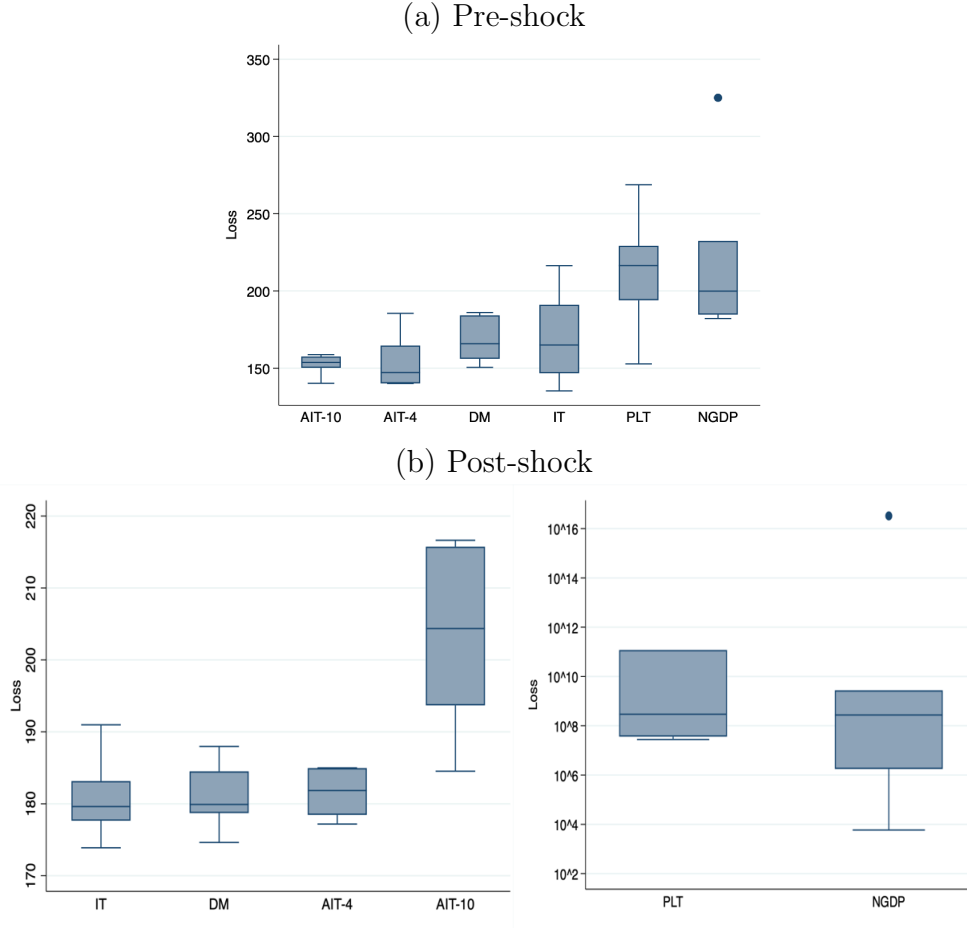 (a) Pre-shock
350
300
250
200
150
Loss
AIT-10 AIT-4 DM IT PLT NGDP
(b) Post-shock
220
210
200
190
180
170
Loss
IT DM AIT-4 AIT-10
10^16
10^14
10^12
10^10
10^8
10^6
10^4
10^2
Loss
PLT NGDP